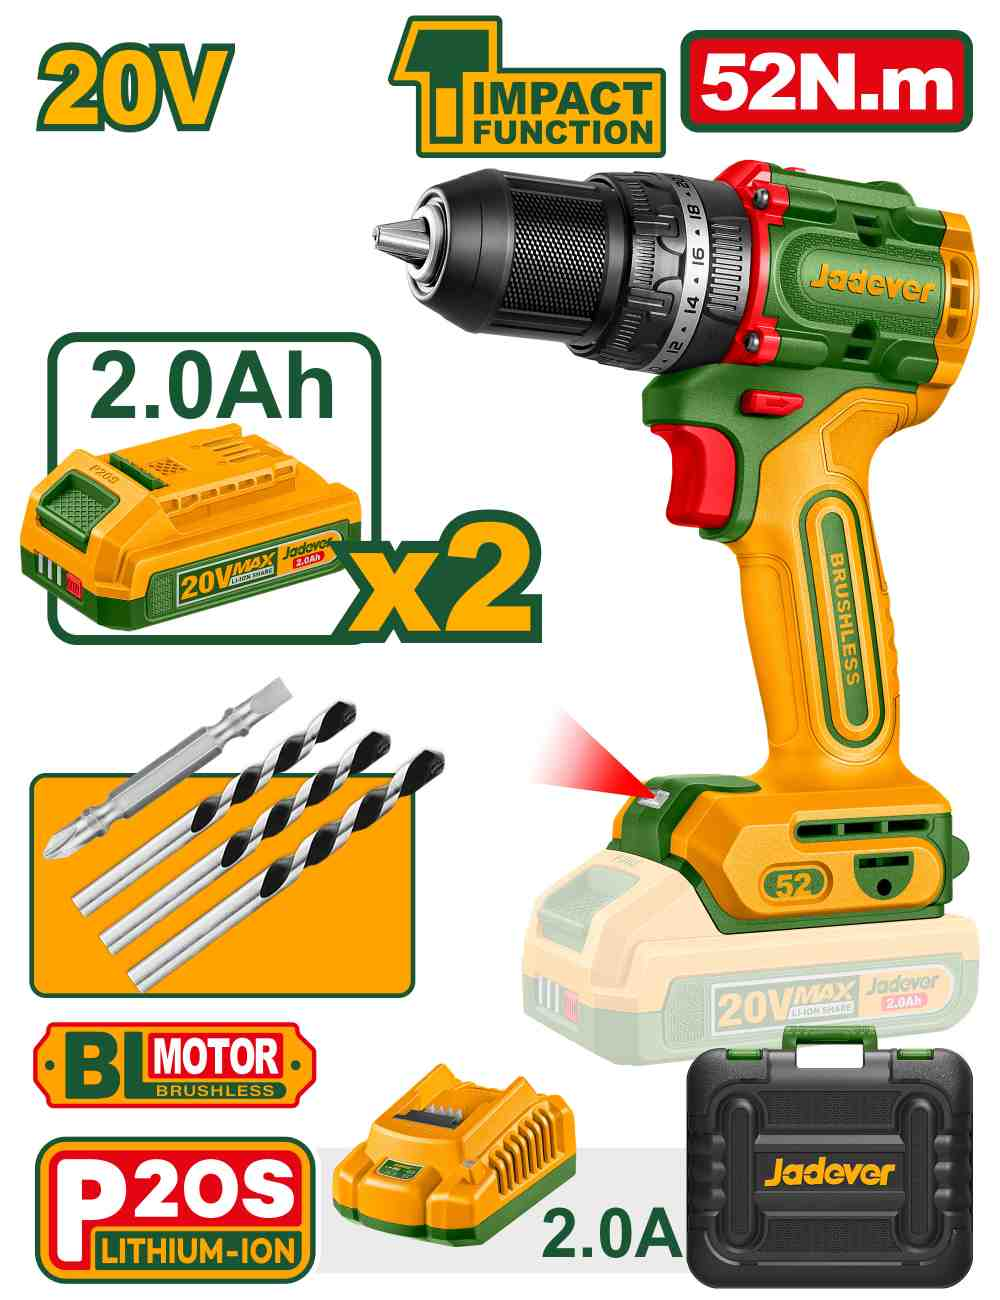 20V
IMPACT
FUNCTION
52N.m
20
18
16
14
12
Jadever
2.0Ah
P20S
20VMAX
LI-ION SHARE
Jadever
2.0Ah
x2
BRUSHLESS
52
20VMAX
LI-ION SHARE
Jadever
2.0Ah
BL MOTOR
BRUSHLESS
P20S
LITHIUM-ION
2.0A
Jadever